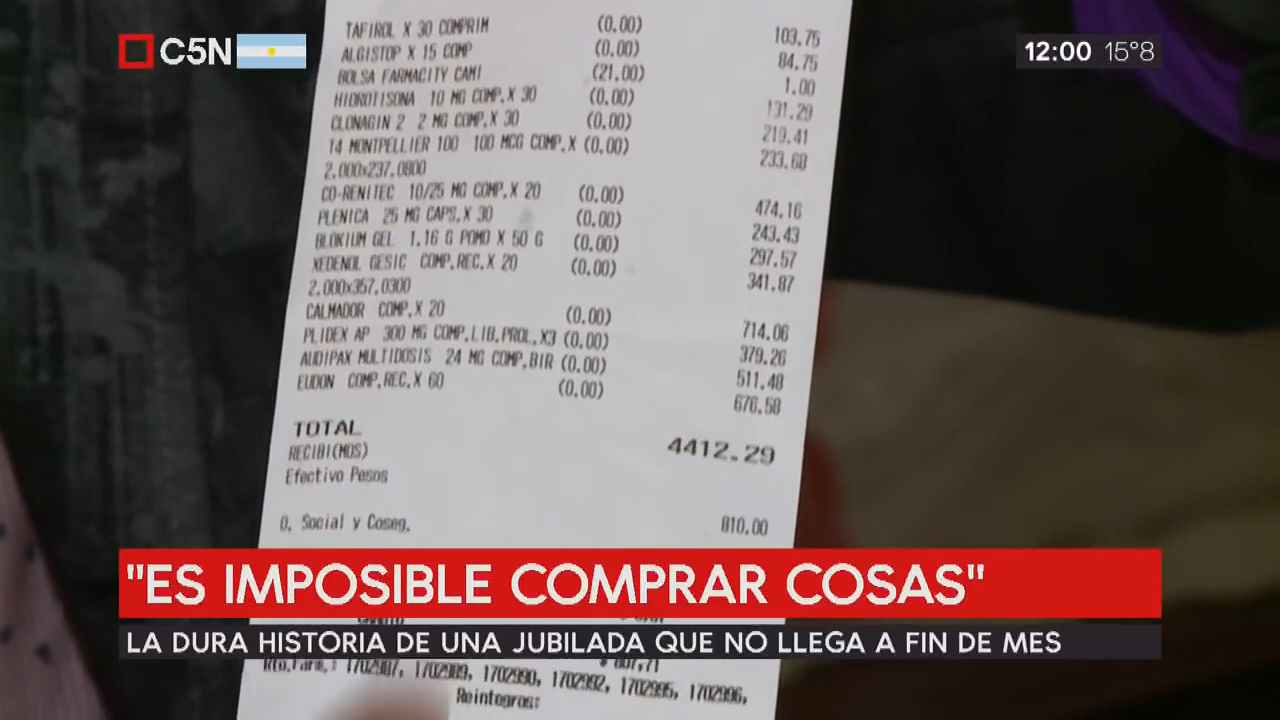 C5N
12:00 15°8
TAFIROL X 30 COMPRIM (0.00) 103.75
ALGISTOP X 15 COMP (0.00) 84.75
BOLSA FARMACITY CAMI (21.00) 1.00
HIDROTISONA 10 MG COMP.X 30 (0.00) 131.29
CLONAGIN 2 2 MG COMP.X 30 (0.00) 219.41
T4 MONTPELLIER 100 100 MCG COMP.X (0.00) 233.68
2,000x237,0800
CO-RENITEC 10/25 MG COMP.X 20 (0.00) 474.16
PLENICA 25 MG CAPS.X 30 (0.00) 243.43
BLOKIUM GEL 1.16 G POMO X 50 G (0.00) 297.57
XEDENOL GESIC COMP.REC.X 20 (0.00) 341.87
2,000x357,0300
CALMADOR COMP.X 20 (0.00) 714.06
PLIDEX AP 300 MG COMP.LIB.PROL.X3 (0.00) 379.26
AUDIPAX MULTIDOSIS 24 MG COMP.BIR (0.00) 511.48
EUDON COMP.REC.X 60 (0.00) 676.58
TOTAL 4412.29
RECIBI(MOS)
Efectivo Pesos
O. Social y Coseg. 810.00
"ES IMPOSIBLE COMPRAR COSAS"
LA DURA HISTORIA DE UNA JUBILADA QUE NO LLEGA A FIN DE MES
1702987, 1702989, 1702990, 1702992, 1702995, 1702996,
Reintegros: